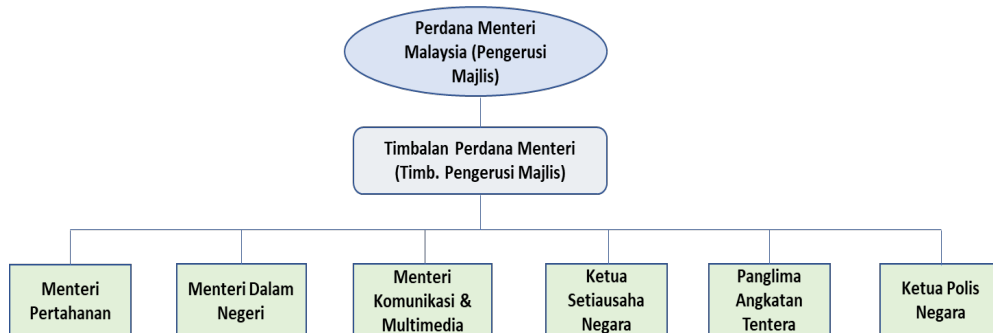 Perdana Menteri
Malaysia (Pengerusi
Majlis)
Timbalan Perdana Menteri
(Timb. Pengerusi Majlis)
Menteri
Pertahanan
Menteri Dalam
Negeri
Menteri
Komunikasi &
Multimedia
Ketua
Setiausaha
Negara
Panglima
Angkatan
Tentera
Ketua Polis
Negara